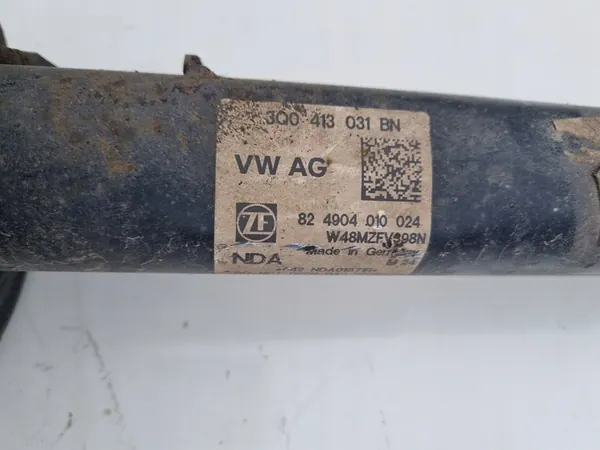 3Q0 413 031 BN
VW AG
ZF
82 4904 010 024
W48MZFV398N
NDA
Made in Germany